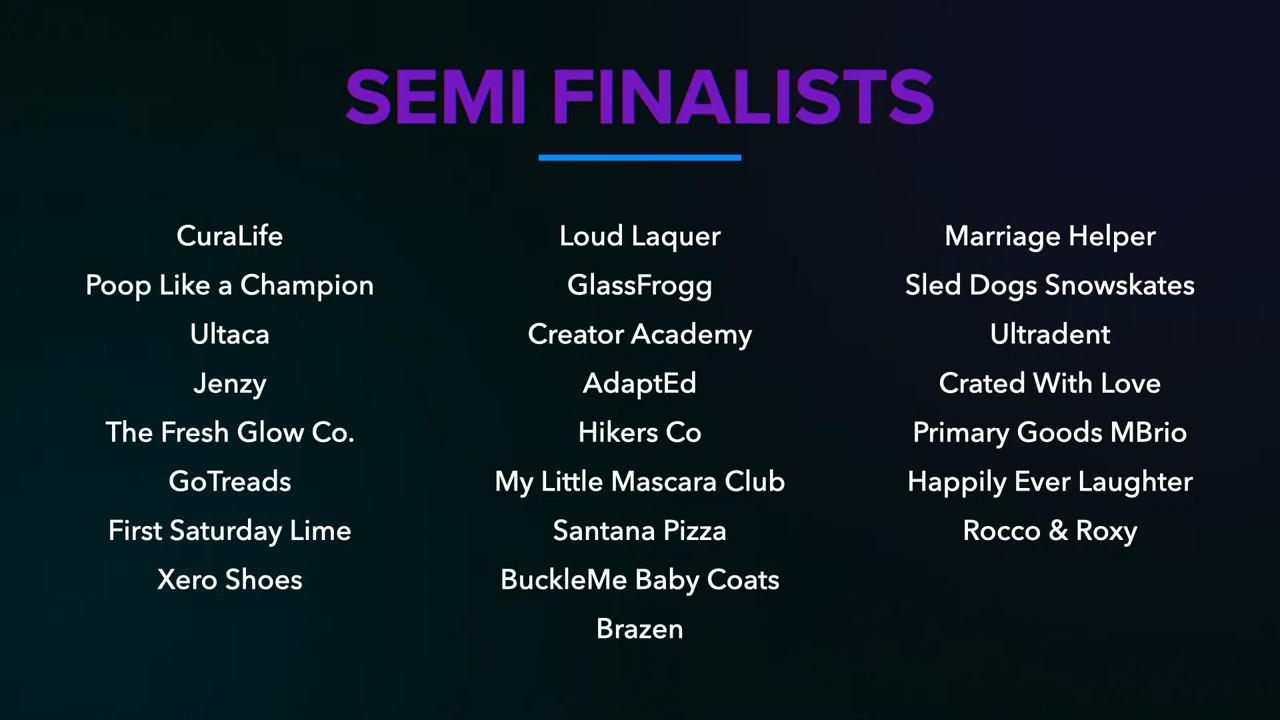 SEMI FINALISTS
CuraLife
Poop Like a Champion
Ultaca
Jenzy
The Fresh Glow Co.
GoTreads
First Saturday Lime
Xero Shoes
Loud Laquer
GlassFrogg
Creator Academy
AdaptEd
Hikers Co
My Little Mascara Club
Santana Pizza
BuckleMe Baby Coats
Brazen
Marriage Helper
Sled Dogs Snowskates
Ultradent
Crated With Love
Primary Goods MBrio
Happily Ever Laughter
Rocco & Roxy